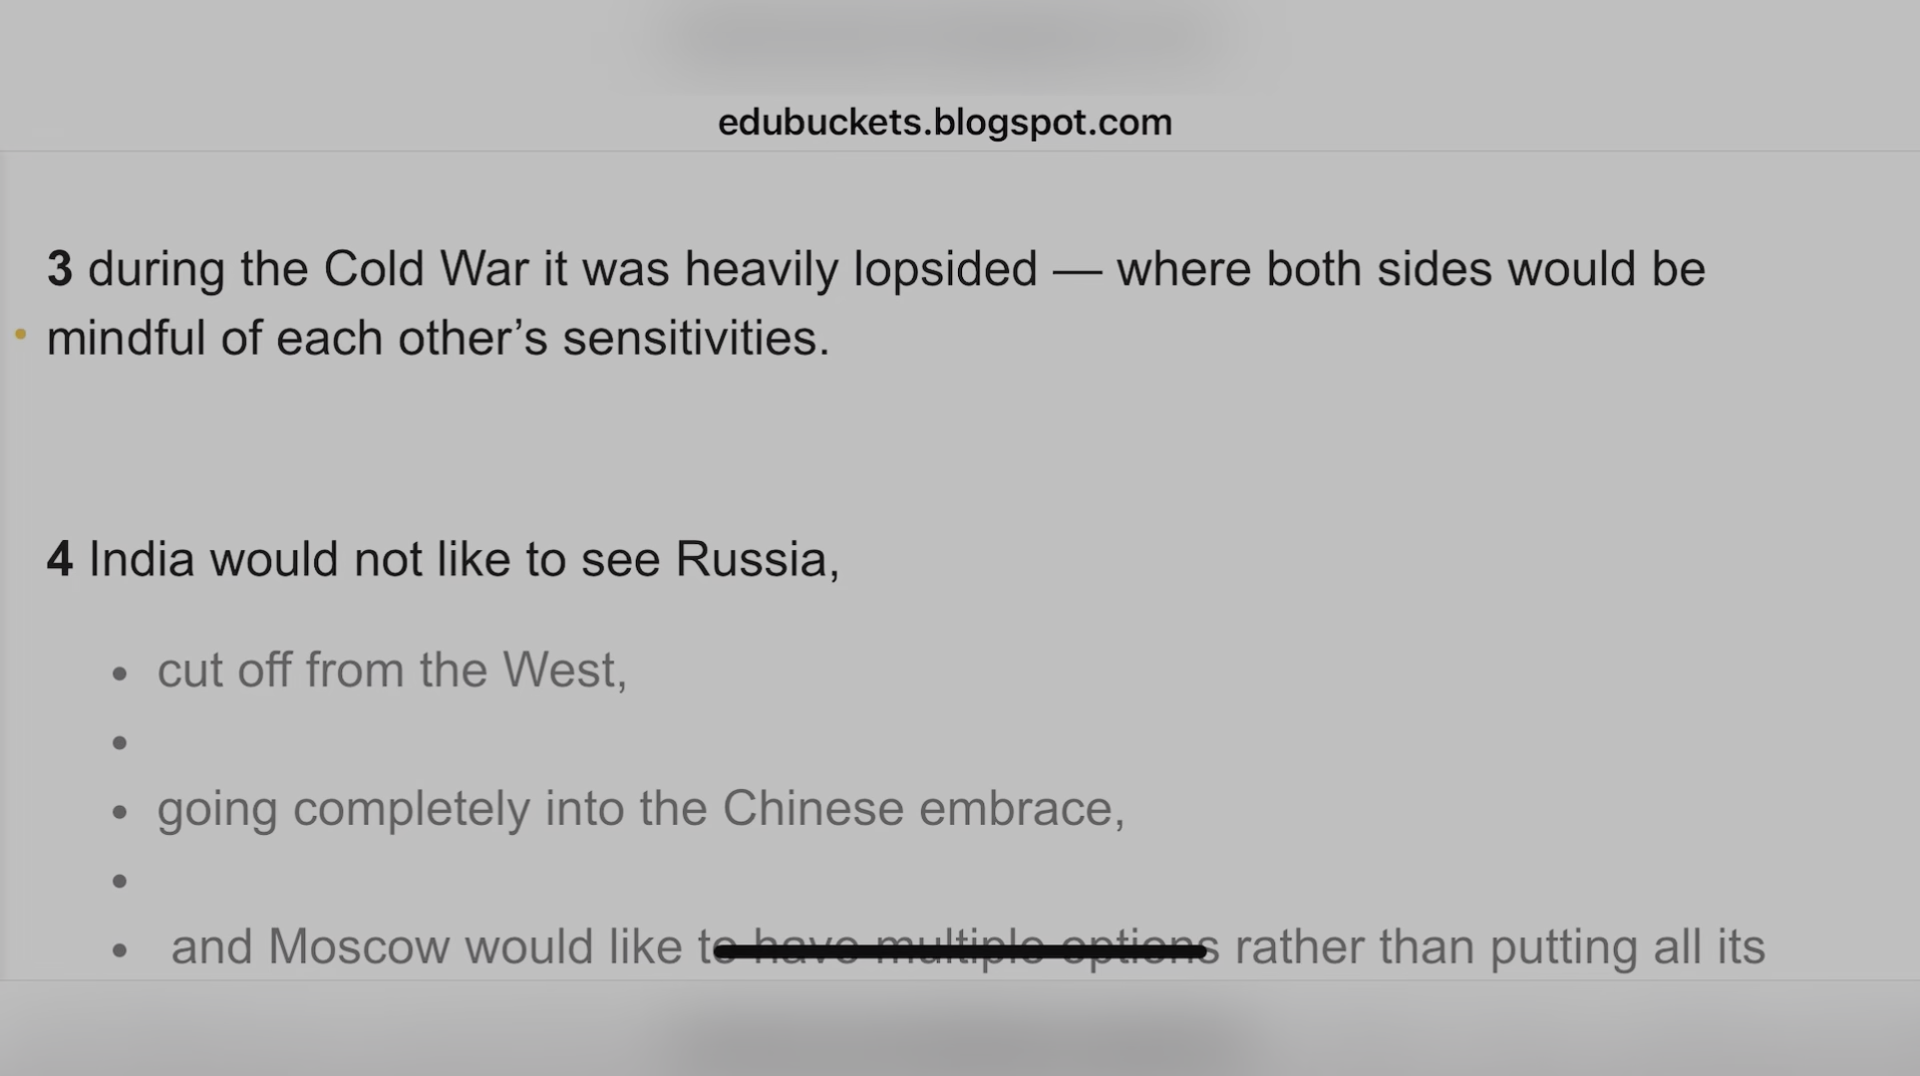 edubuckets.blogspot.com
3 during the Cold War it was heavily lopsided — where both sides would be
mindful of each other’s sensitivities.
4 India would not like to see Russia,
• cut off from the West,
•
• going completely into the Chinese embrace,
•
• and Moscow would like to have multiple options rather than putting all its